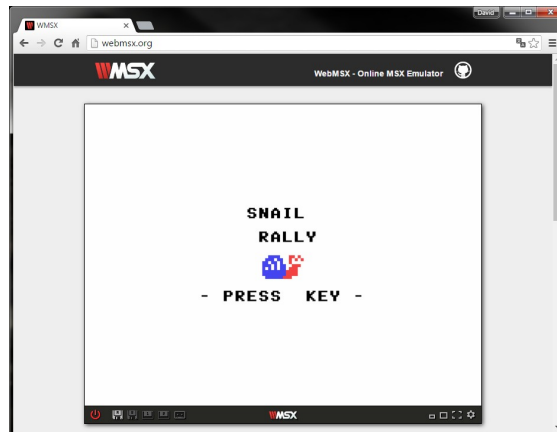 David
WMSX
webmsx.org
WMSX
WebMSX - Online MSX Emulator
SNAIL
RALLY
- PRESS KEY -
WMSX